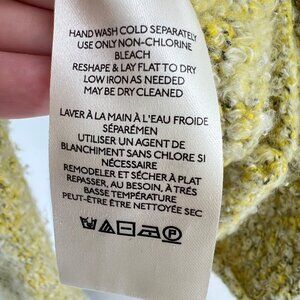 HAND WASH COLD SEPARATELY
USE ONLY NON-CHLORINE
BLEACH
RESHAPE & LAY FLAT TO DRY
LOW IRON AS NEEDED
MAY BE DRY CLEANED
LAVER À LA MAIN À L'EAU FROIDE
SÉPARÉMEN
UTILISER UN AGENT DE
BLANCHIMENT SANS CHLORE SI
NÉCESSAIRE
REMODELER ET SÉCHER À PLAT
REPASSER, AU BESOIN, À TRÈS
BASSE TEMPÉRATURE
PEUT-ÊTRE ÊTRE NETTOYÉE SEC
P